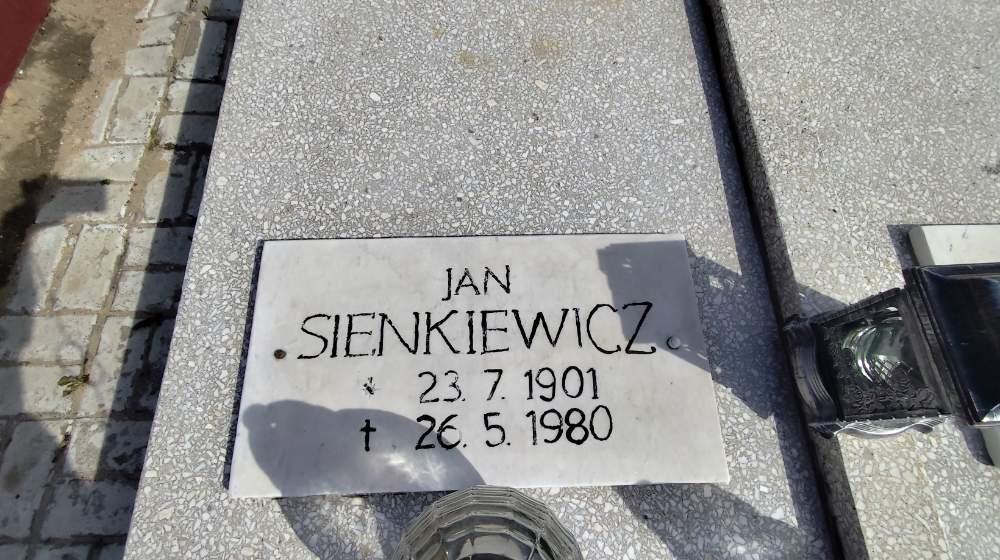 JAN
SIENKIEWICZ
* 23. 7. 1901
† 26. 5. 1980